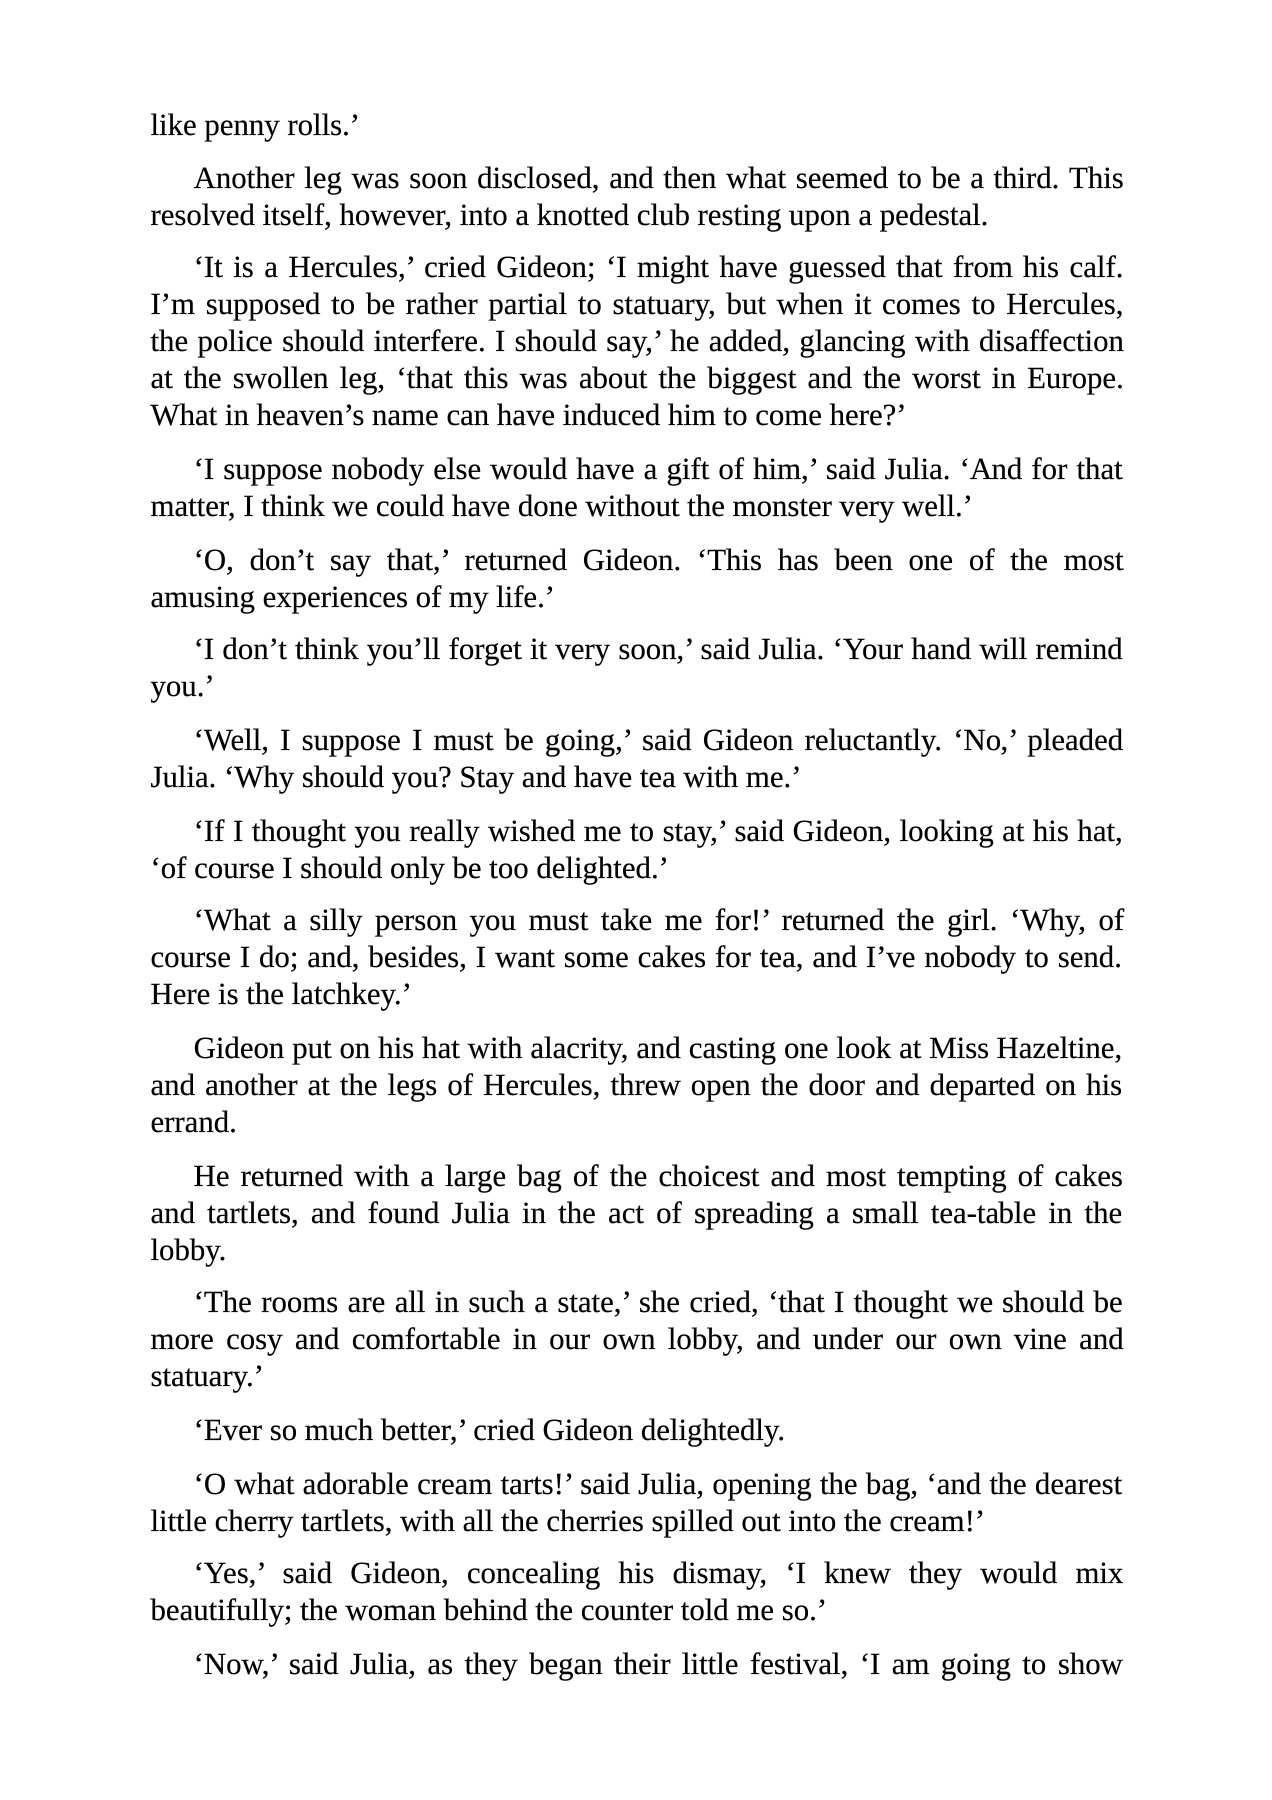 like penny rolls.’
Another leg was soon disclosed, and then what seemed to be a third. This
resolved itself, however, into a knotted club resting upon a pedestal.
‘It is a Hercules,’ cried Gideon; ‘I might have guessed that from his calf.
I’m supposed to be rather partial to statuary, but when it comes to Hercules,
the police should interfere. I should say,’ he added, glancing with disaffection
at the swollen leg, ‘that this was about the biggest and the worst in Europe.
What in heaven’s name can have induced him to come here?’
‘I suppose nobody else would have a gift of him,’ said Julia. ‘And for that
matter, I think we could have done without the monster very well.’
‘O, don’t say that,’ returned Gideon. ‘This has been one of the most
amusing experiences of my life.’
‘I don’t think you’ll forget it very soon,’ said Julia. ‘Your hand will remind
you.’
‘Well, I suppose I must be going,’ said Gideon reluctantly. ‘No,’ pleaded
Julia. ‘Why should you? Stay and have tea with me.’
‘If I thought you really wished me to stay,’ said Gideon, looking at his hat,
‘of course I should only be too delighted.’
‘What a silly person you must take me for!’ returned the girl. ‘Why, of
course I do; and, besides, I want some cakes for tea, and I’ve nobody to send.
Here is the latchkey.’
Gideon put on his hat with alacrity, and casting one look at Miss Hazeltine,
and another at the legs of Hercules, threw open the door and departed on his
errand.
He returned with a large bag of the choicest and most tempting of cakes
and tartlets, and found Julia in the act of spreading a small tea-table in the
lobby.
‘The rooms are all in such a state,’ she cried, ‘that I thought we should be
more cosy and comfortable in our own lobby, and under our own vine and
statuary.’
‘Ever so much better,’ cried Gideon delightedly.
‘O what adorable cream tarts!’ said Julia, opening the bag, ‘and the dearest
little cherry tartlets, with all the cherries spilled out into the cream!’
‘Yes,’ said Gideon, concealing his dismay, ‘I knew they would mix
beautifully; the woman behind the counter told me so.’
‘Now,’ said Julia, as they began their little festival, ‘I am going to show